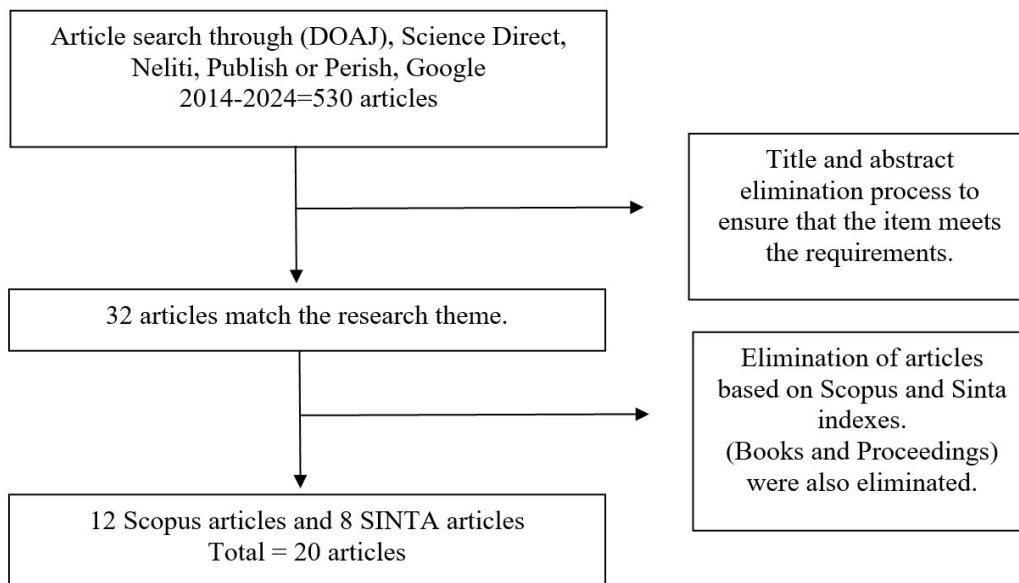 Article search through (DOAJ), Science Direct,
Neliti, Publish or Perish, Google
2014-2024=530 articles
Title and abstract
elimination process to
ensure that the item meets
the requirements.
32 articles match the research theme.
Elimination of articles
based on Scopus and Sinta
indexes.
(Books and Proceedings)
were also eliminated.
12 Scopus articles and 8 SINTA articles
Total = 20 articles